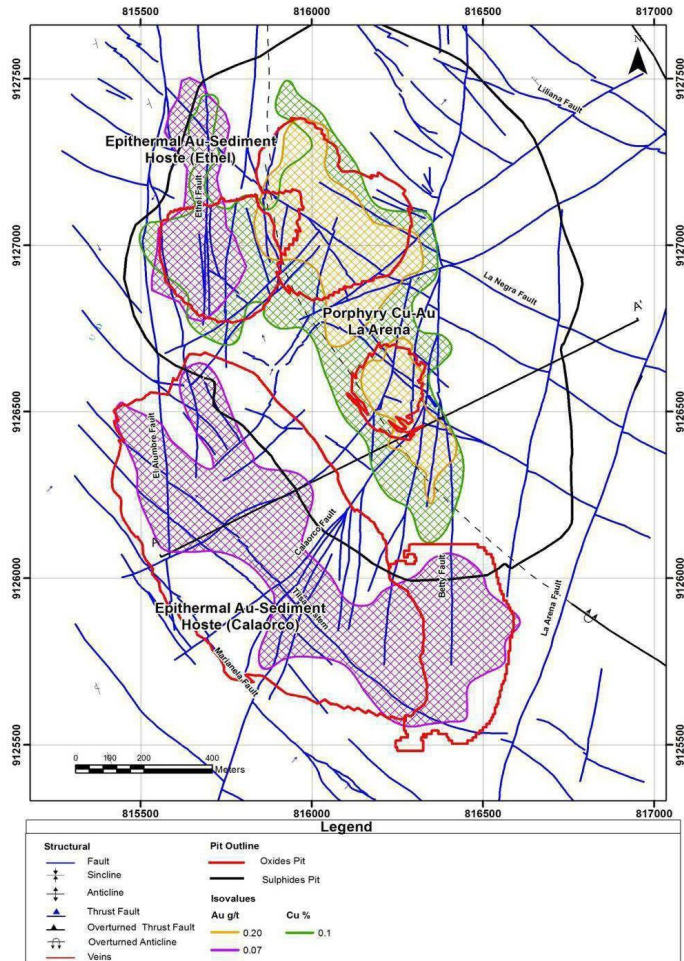 815500 816000 816500 817000
N
9127500
9127500
Liliana Fault
Epithermal Au-Sediment
Hoste (Ethel)
Ethel Fault
9127000
9127000
La Negra Fault
A'
Porphyry Cu-Au
La Arena
9126500
9126500
El Alumbre Fault
Calaorco Fault
9126000
9126000
Betty Fault
La Arena Fault
Epithermal Au-Sediment
Hoste (Calaorco)
Marianela Fault
9125500
9125500
0 100 200 400
Meters
815500 816000 816500 817000
Legend
Structural
Fault
Sincline
Anticline
Thrust Fault
Overturned Thrust Fault
Overturned Anticline
Veins
Pit Outline
Oxides Pit
Sulphides Pit
Isovalues
Au g/t Cu %
0.20 0.1
0.07